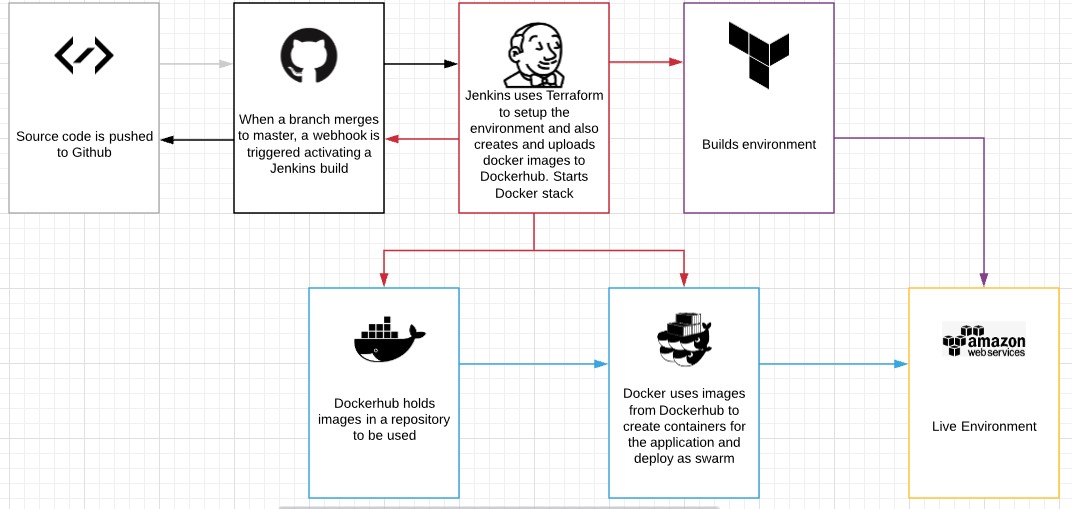 Source code is pushed
to Github
When a branch merges
to master, a webhook is
triggered activating a
Jenkins build
Jenkins uses Terraform
to setup the
environment and also
creates and uploads
docker images to
Dockerhub. Starts
Docker stack
Builds environment
Dockerhub holds
images in a repository
to be used
Docker uses images
from Dockerhub to
create containers for
the application and
deploy as swarm
amazon
webservices
Live Environment